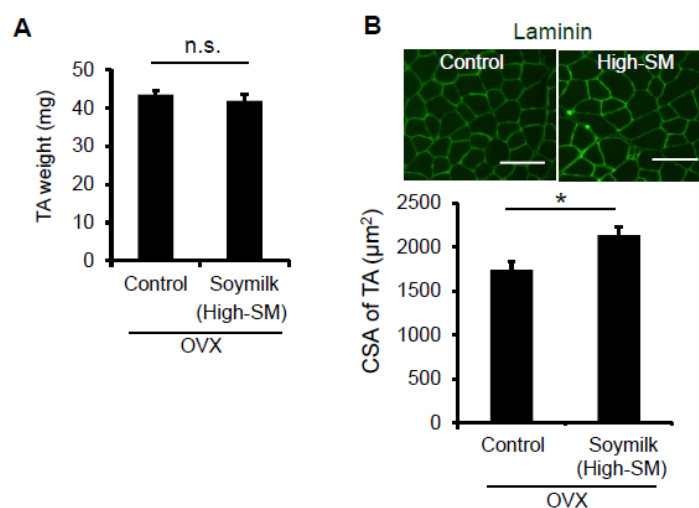 A
n.s.
TA weight (mg)
50
40
30
20
10
0
Control
Soymilk
(High-SM)
OVX
B
Laminin
Control
High-SM
*
CSA of TA (µm²)
2500
2000
1500
1000
500
0
Control
Soymilk
(High-SM)
OVX